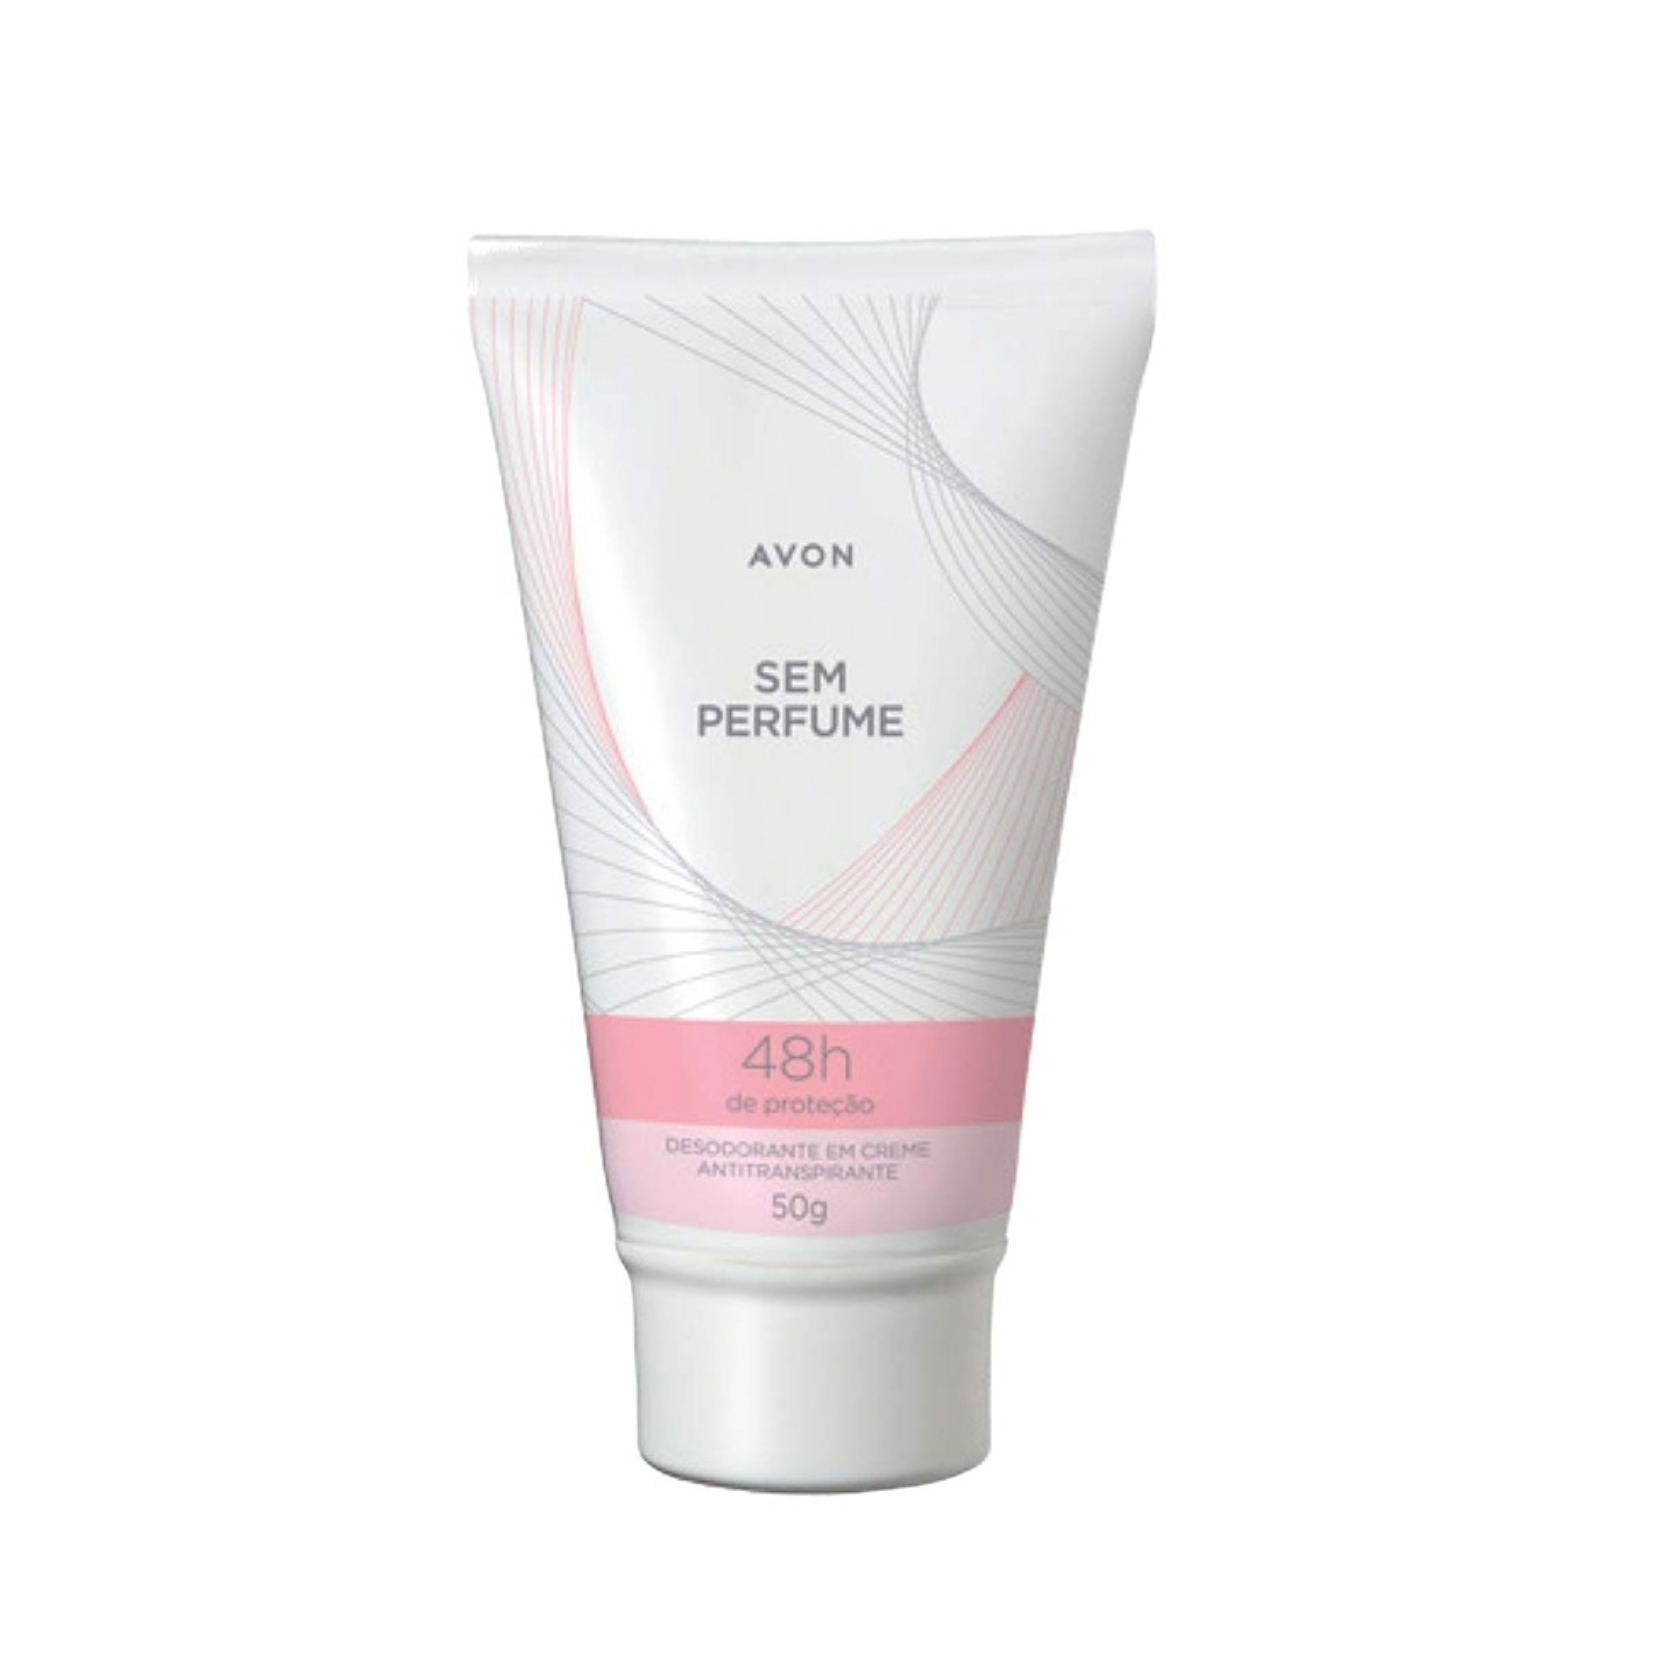 AVON
SEM
PERFUME
48h
de proteção
DESODORANTE EM CREME
ANTITRANSPIRANTE
50g